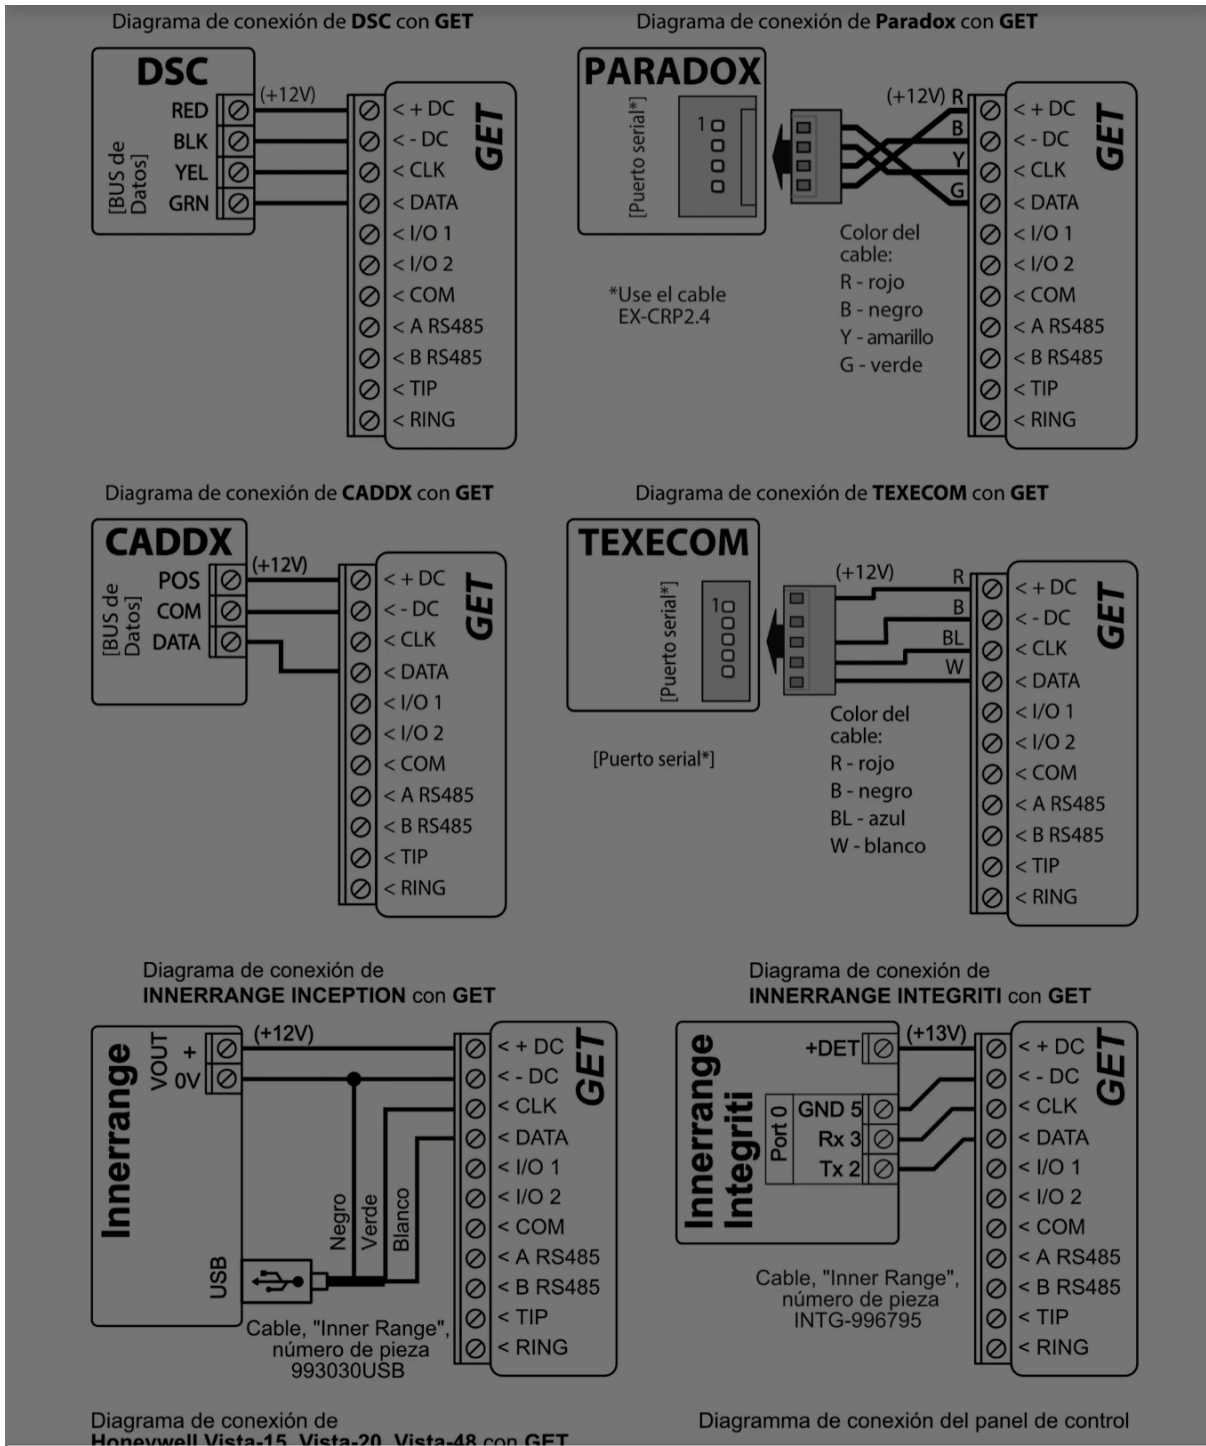 Diagrama de conexión de DSC con GET
DSC
[BUS de
Datos]
RED
BLK
YEL
GRN
(+12V)
GET
< + DC
< - DC
< CLK
< DATA
< I/O 1
< I/O 2
< COM
< A RS485
< B RS485
< TIP
< RING
Diagrama de conexión de Paradox con GET
PARADOX
[Puerto serial*]
1
(+12V) R
B
Y
G
GET
< + DC
< - DC
< CLK
< DATA
< I/O 1
< I/O 2
< COM
< A RS485
< B RS485
< TIP
< RING
*Use el cable
EX-CRP2.4
Color del
cable:
R - rojo
B - negro
Y - amarillo
G - verde
Diagrama de conexión de CADDX con GET
CADDX
[BUS de
Datos]
POS
COM
DATA
(+12V)
GET
< + DC
< - DC
< CLK
< DATA
< I/O 1
< I/O 2
< COM
< A RS485
< B RS485
< TIP
< RING
Diagrama de conexión de TEXECOM con GET
TEXECOM
[Puerto serial*]
1
(+12V)
R
B
BL
W
GET
< + DC
< - DC
< CLK
< DATA
< I/O 1
< I/O 2
< COM
< A RS485
< B RS485
< TIP
< RING
[Puerto serial*]
Color del
cable:
R - rojo
B - negro
BL - azul
W - blanco
Diagrama de conexión de
INNERRANGE INCEPTION con GET
Innerrange
VOUT
+
0V
(+12V)
USB
Negro
Verde
Blanco
GET
< + DC
< - DC
< CLK
< DATA
< I/O 1
< I/O 2
< COM
< A RS485
< B RS485
< TIP
< RING
Cable, "Inner Range",
número de pieza
993030USB
Diagrama de conexión de
INNERRANGE INTEGRITI con GET
Innerrange
Integriti
+DET
(+13V)
Port 0
GND 5
Rx 3
Tx 2
GET
< + DC
< - DC
< CLK
< DATA
< I/O 1
< I/O 2
< COM
< A RS485
< B RS485
< TIP
< RING
Cable, "Inner Range",
número de pieza
INTG-996795
Diagrama de conexión de
Honeywell Vista-15, Vista-20, Vista-48 con GET
Diagramma de conexión del panel de control